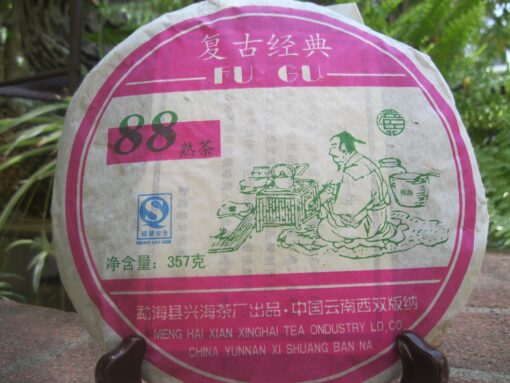 复古经典
FU GU
88 熟茶
质量安全
净含量：357克
勐海县兴海茶厂出品·中国云南西双版纳
MENG HAI XIAN XINGHAI TEA ONDUSTRY LD,CO.
CHINA YUNNAN XI SHUANG BAN NA